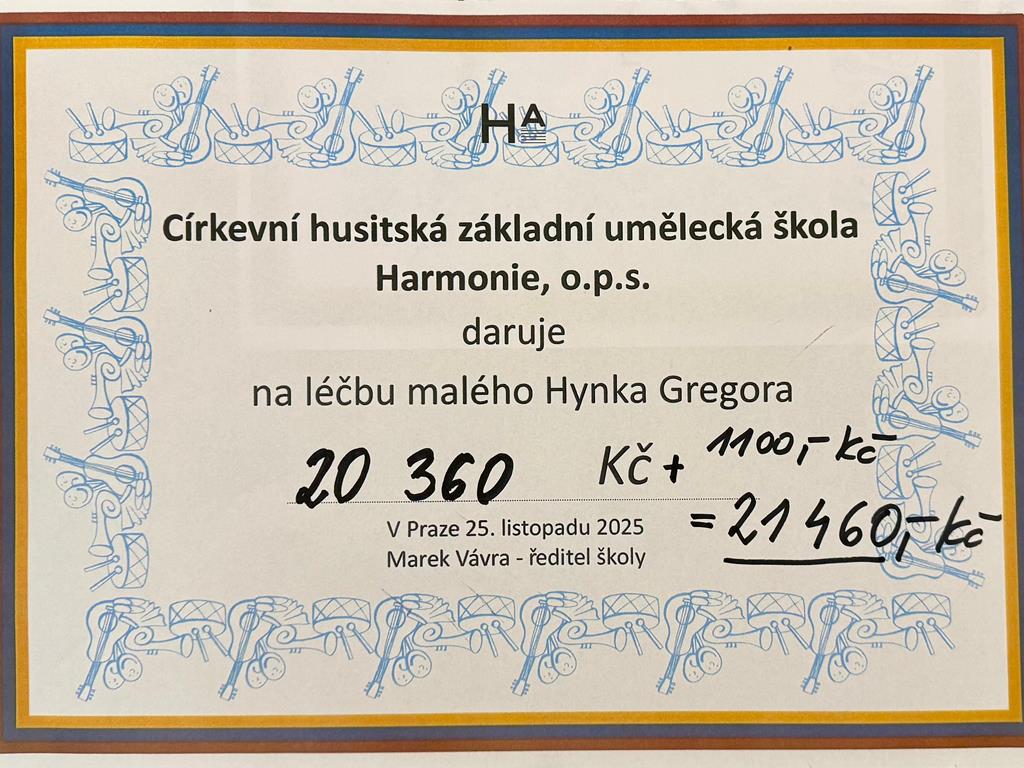 HA
Církevní husitská základní umělecká škola
Harmonie, o.p.s.
daruje
na léčbu malého Hynka Gregora
20 360 Kč + 1100,- kč
= 21 460,- kč
V Praze 25. listopadu 2025
Marek Vávra - ředitel školy